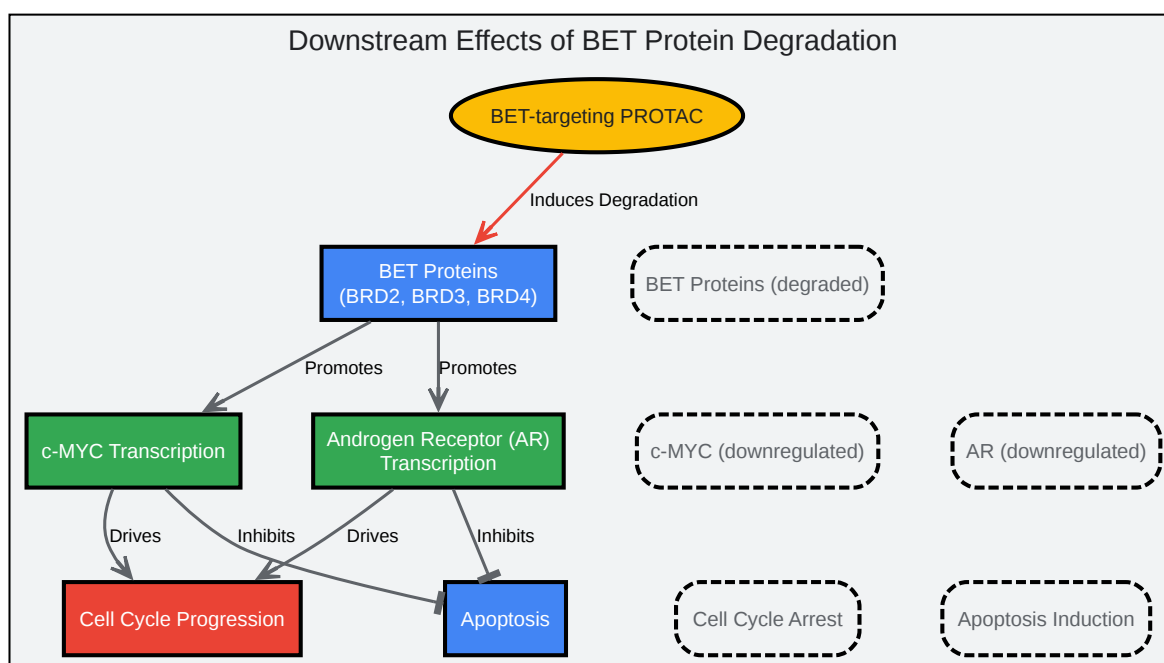 Downstream Effects of BET Protein Degradation
BET-targeting PROTAC
Induces Degradation
BET Proteins
(BRD2, BRD3, BRD4)
BET Proteins (degraded)
Promotes
Promotes
c-MYC Transcription
Androgen Receptor (AR)
Transcription
c-MYC (downregulated)
AR (downregulated)
Drives
Inhibits
Drives
Inhibits
Cell Cycle Progression
Apoptosis
Cell Cycle Arrest
Apoptosis Induction